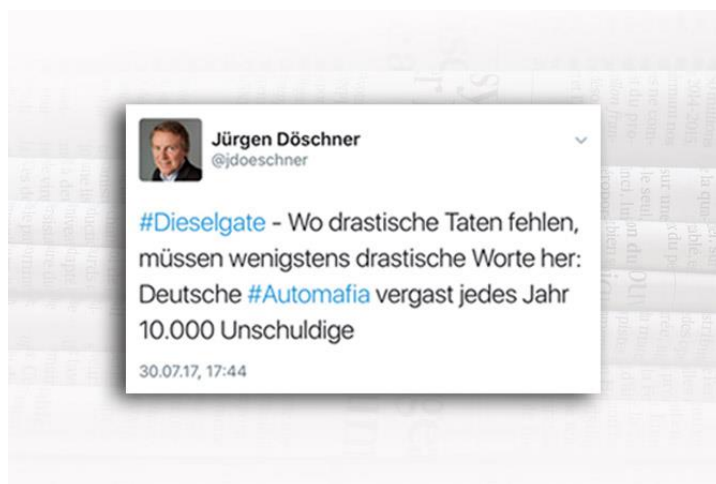 Jürgen Döschner
@jdoeschner
#Dieselgate - Wo drastische Taten fehlen,
müssen wenigstens drastische Worte her:
Deutsche #Automafia vergast jedes Jahr
10.000 Unschuldige
30.07.17, 17:44